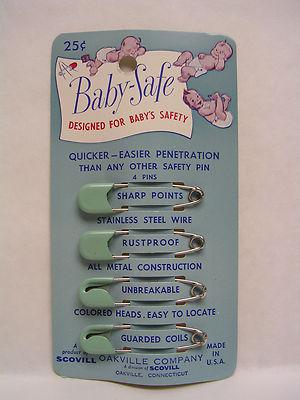 25¢
Baby-Safe
DESIGNED FOR BABY'S SAFETY
QUICKER-EASIER PENETRATION
THAN ANY OTHER SAFETY PIN
4 PINS
SHARP POINTS
STAINLESS STEEL WIRE
RUSTPROOF
ALL METAL CONSTRUCTION
UNBREAKABLE
COLORED HEADS. EASY TO LOCATE
GUARDED COILS
A product of SCOVILL
OAKVILLE COMPANY
A division of SCOVILL
OAKVILLE, CONNECTICUT
MADE IN U.S.A.